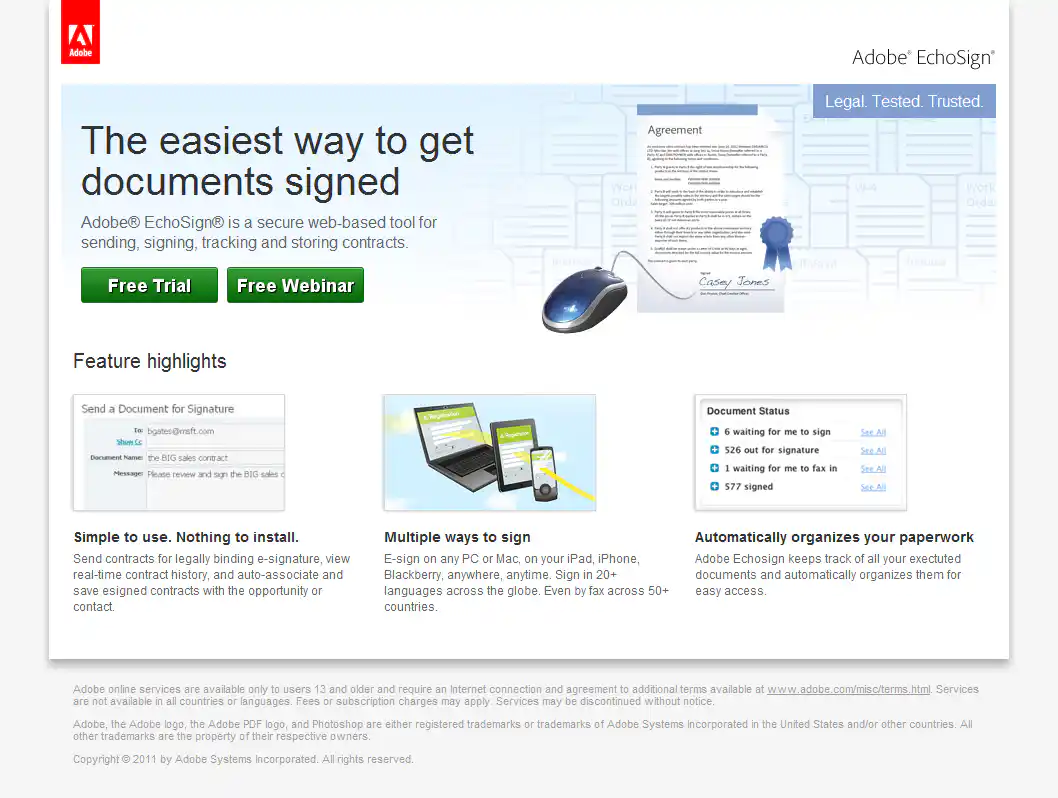 Adobe
Adobe® EchoSign®
Legal. Tested. Trusted.
The easiest way to get
documents signed
Adobe® EchoSign® is a secure web-based tool for
sending, signing, tracking and storing contracts.
Free Trial
Free Webinar
Agreement
Signed
Casey Jones
Feature highlights
Send a Document for Signature
To: bgates@msft.com
Show Cc
Document Name: the BIG sales contract
Message: Please review and sign the BIG sales c
Document Status
6 waiting for me to sign See All
526 out for signature See All
1 waiting for me to fax in See All
577 signed See All
Simple to use. Nothing to install.
Send contracts for legally binding e-signature, view
real-time contract history, and auto-associate and
save esigned contracts with the opportunity or
contact.
Multiple ways to sign
E-sign on any PC or Mac, on your iPad, iPhone,
Blackberry, anywhere, anytime. Sign in 20+
languages across the globe. Even by fax across 50+
countries.
Automatically organizes your paperwork
Adobe Echosign keeps track of all your exectuted
documents and automatically organizes them for
easy access.
Adobe online services are available only to users 13 and older and require an Internet connection and agreement to additional terms available at www.adobe.com/misc/terms.html. Services
are not available in all countries or languages. Fees or subscription charges may apply. Services may be discontinued without notice.
Adobe, the Adobe logo, the Adobe PDF logo, and Photoshop are either registered trademarks or trademarks of Adobe Systems Incorporated in the United States and/or other countries. All
other trademarks are the property of their respective owners.
Copyright © 2011 by Adobe Systems Incorporated. All rights reserved.